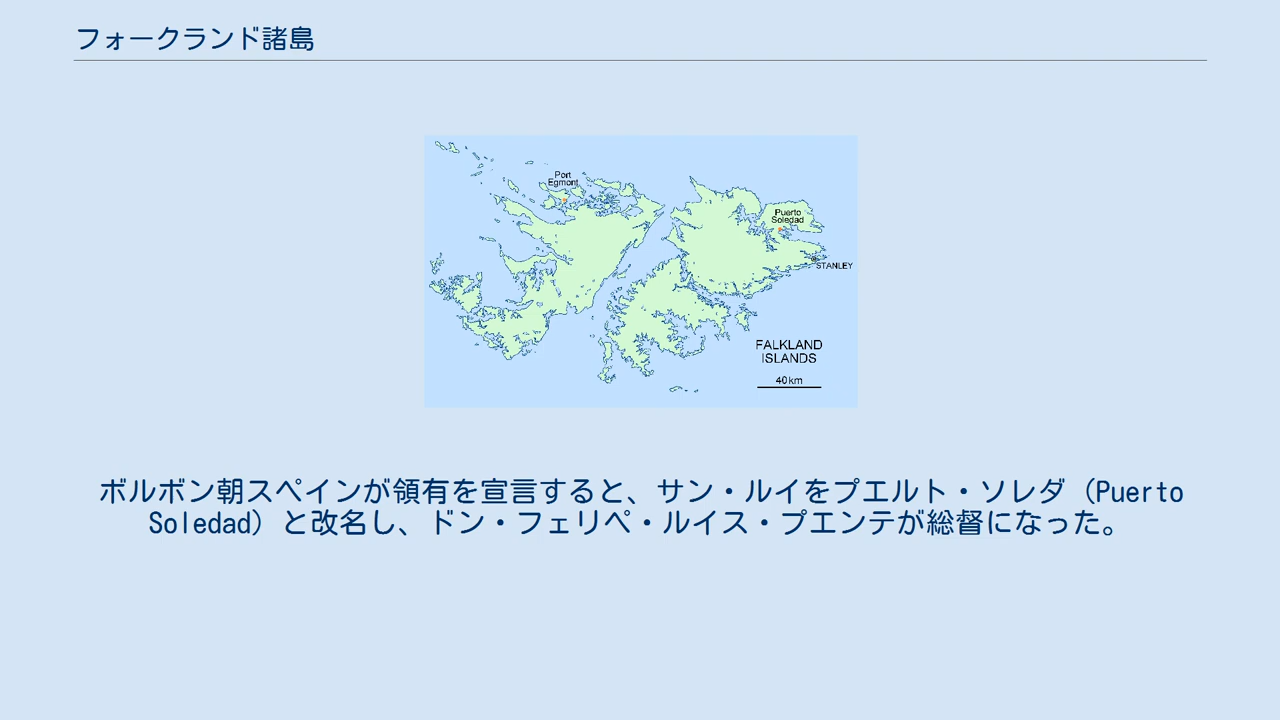 フォークランド諸島
Port
Egmont
Puerto
Soledad
STANLEY
FALKLAND
ISLANDS
40km
ボルボン朝スペインが領有を宣言すると、サン・ルイをプエルト・ソレダ（Puerto
Soledad）と改名し、ドン・フェリペ・ルイス・プエンテが総督になった。